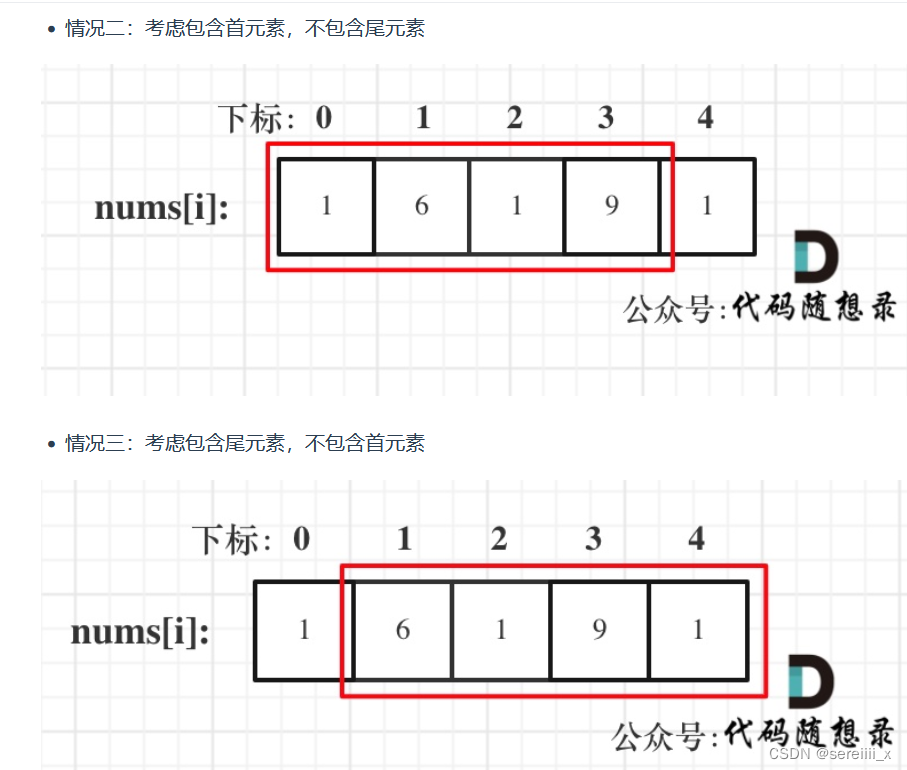 • 情况二：考虑包含首元素，不包含尾元素
下标: 0 1 2 3 4
nums[i]: 1 6 1 9 1
公众号:代码随想录
• 情况三：考虑包含尾元素，不包含首元素
下标: 0 1 2 3 4
nums[i]: 1 6 1 9 1
公众号:代码随想录
CSDN @sereiiii_x